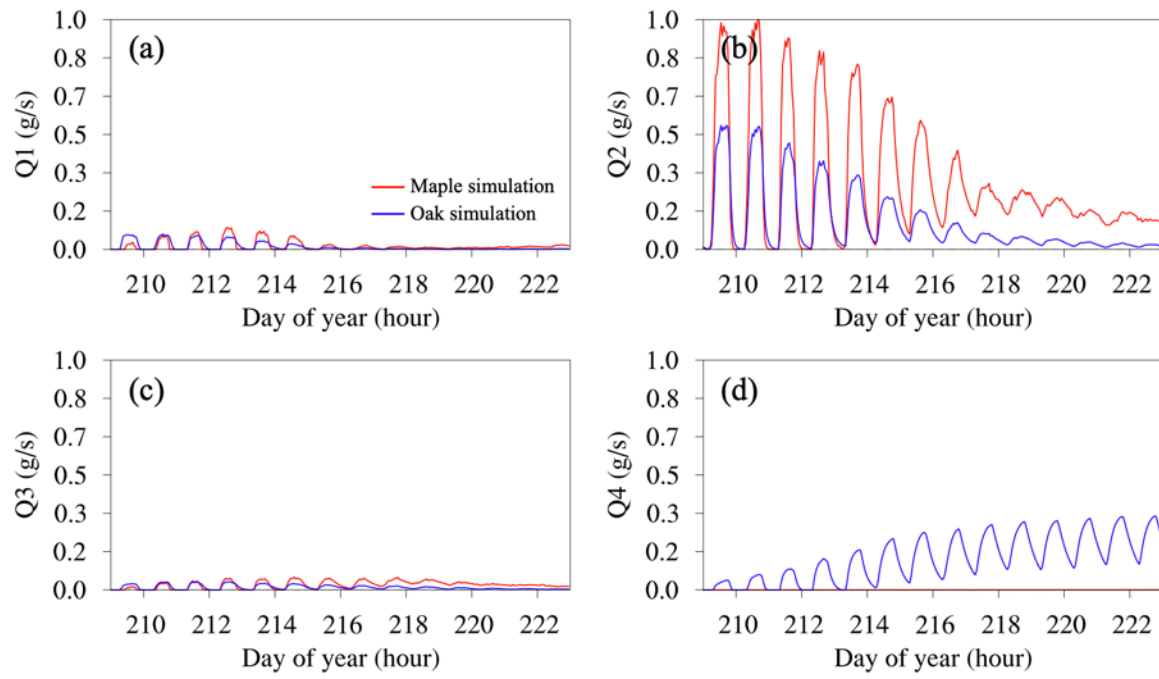 (a)
Q1 (g/s)
1.0
0.8
0.7
0.5
0.3
0.2
0.0
Maple simulation
Oak simulation
210 212 214 216 218 220 222
Day of year (hour)
(b)
Q2 (g/s)
1.0
0.8
0.7
0.5
0.3
0.2
0.0
210 212 214 216 218 220 222
Day of year (hour)
(c)
Q3 (g/s)
1.0
0.8
0.7
0.5
0.3
0.2
0.0
210 212 214 216 218 220 222
Day of year (hour)
(d)
Q4 (g/s)
1.0
0.8
0.7
0.5
0.3
0.2
0.0
210 212 214 216 218 220 222
Day of year (hour)